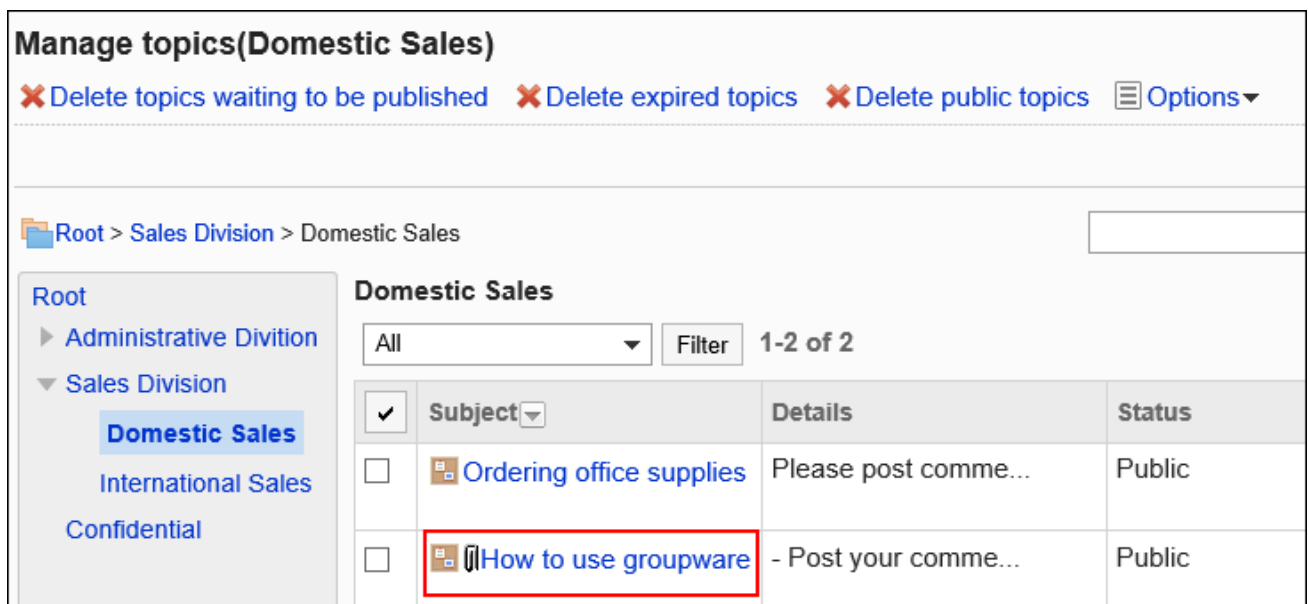 Manage topics(Domestic Sales)
Delete topics waiting to be published Delete expired topics Delete public topics Options
Root > Sales Division > Domestic Sales
Root
Administrative Divition
Sales Division
Domestic Sales
International Sales
Confidential
Domestic Sales
All Filter 1-2 of 2
Subject Details Status
Ordering office supplies Please post comme... Public
How to use groupware - Post your comme... Public